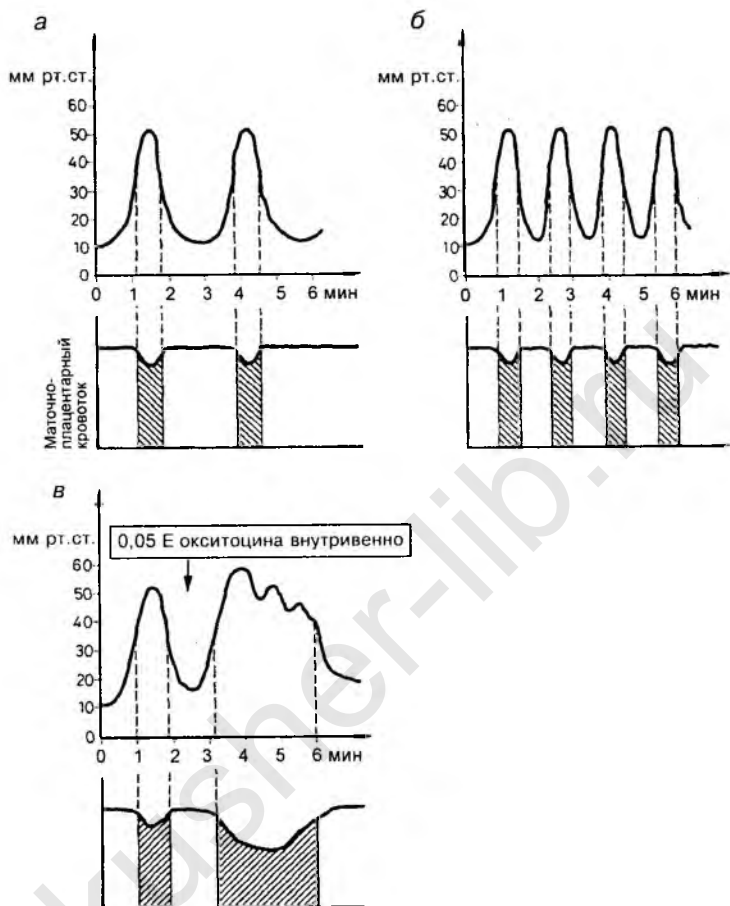 а
мм рт.ст.
60
50
40
30
20
10
0
0 1 2 3 4 5 6 мин
Маточно-
плацентарный
кровоток
б
мм рт.ст.
60
50
40
30
20
10
0
0 1 2 3 4 5 6 мин
в
мм рт.ст.
0,05 Е окситоцина внутривенно
60
50
40
30
20
10
0
0 1 2 3 4 5 6 мин
kusher-lib.ru